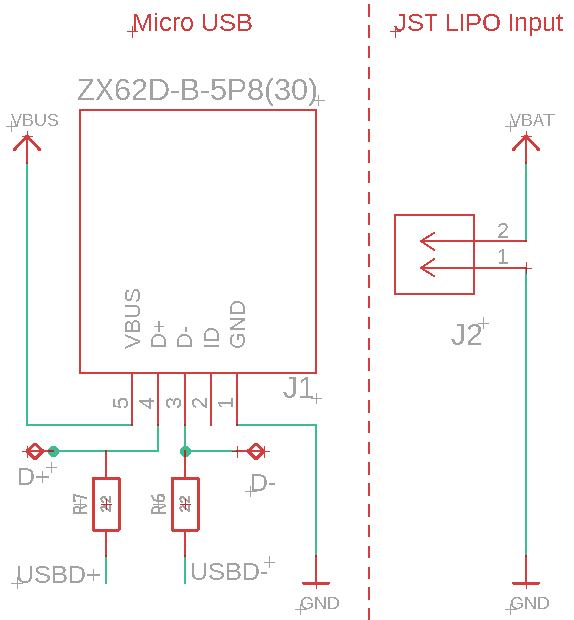 Micro USB
JST LIPO Input
ZX62D-B-5P8(30)
VBUS
VBAT
2
1
J2
VBUS
D+
D-
ID
GND
J1
5
4
3
2
1
D+
D-
R7
22
R6
22
USBD+
USBD-
GND
GND